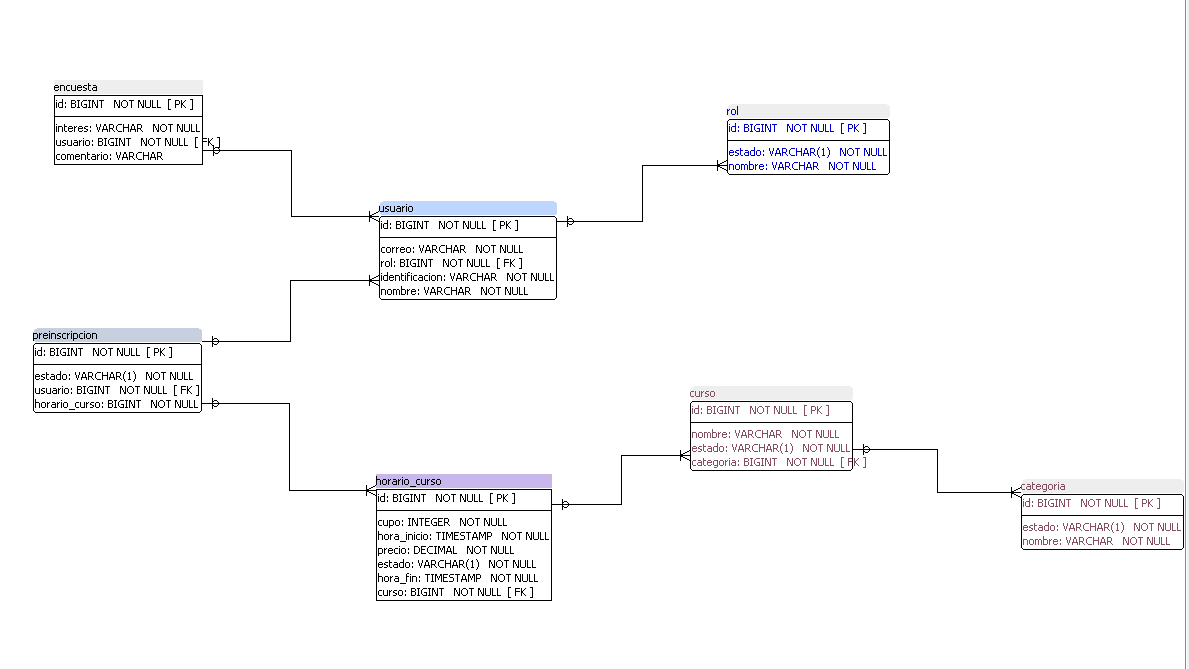 encuesta
id: BIGINT NOT NULL [ PK ]
interes: VARCHAR NOT NULL
usuario: BIGINT NOT NULL [ FK ]
comentario: VARCHAR
rol
id: BIGINT NOT NULL [ PK ]
estado: VARCHAR(1) NOT NULL
nombre: VARCHAR NOT NULL
usuario
id: BIGINT NOT NULL [ PK ]
correo: VARCHAR NOT NULL
rol: BIGINT NOT NULL [ FK ]
identificacion: VARCHAR NOT NULL
nombre: VARCHAR NOT NULL
preinscripcion
id: BIGINT NOT NULL [ PK ]
estado: VARCHAR(1) NOT NULL
usuario: BIGINT NOT NULL [ FK ]
horario_curso: BIGINT NOT NULL
curso
id: BIGINT NOT NULL [ PK ]
nombre: VARCHAR NOT NULL
estado: VARCHAR(1) NOT NULL
categoria: BIGINT NOT NULL [ FK ]
horario_curso
id: BIGINT NOT NULL [ PK ]
cupo: INTEGER NOT NULL
hora_inicio: TIMESTAMP NOT NULL
precio: DECIMAL NOT NULL
estado: VARCHAR(1) NOT NULL
hora_fin: TIMESTAMP NOT NULL
curso: BIGINT NOT NULL [ FK ]
categoria
id: BIGINT NOT NULL [ PK ]
estado: VARCHAR(1) NOT NULL
nombre: VARCHAR NOT NULL